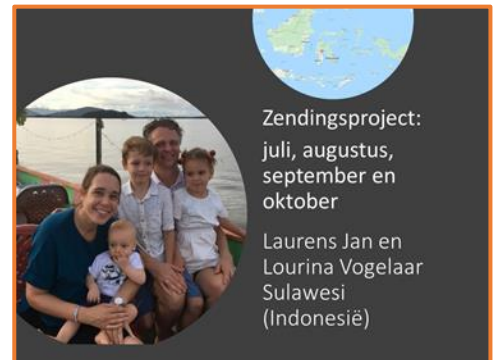 Zendingsproject:
juli, augustus,
september en
oktober
Laurens Jan en
Lourina Vogelaar
Sulawesi
(Indonesië)